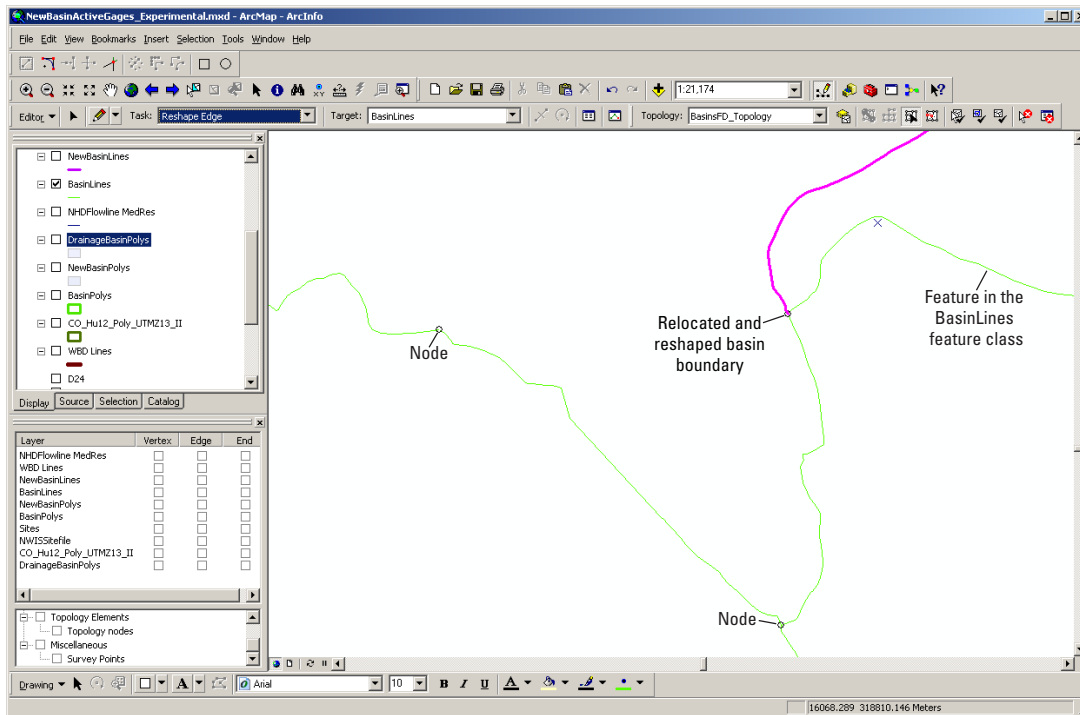 NewBasinActiveGages_Experimental.mxd - ArcMap - ArcInfo
File Edit View Bookmarks Insert Selection Tools Window Help
1:21,174
Editor Task: Reshape Edge Target: BasinLines Topology: BasinsFD_Topology
NewBasinLines
BasinLines
NHDFlowline MedRes
DrainageBasinPolys
NewBasinPolys
BasinPolys
CO_Hu12_Poly_UTMZ13_II
WBD Lines
D24
Display Source Selection Catalog
Layer Vertex Edge End
NHDFlowline MedRes
WBD Lines
NewBasinLines
BasinLines
NewBasinPolys
BasinPolys
Sites
NWISSitefile
CO_Hu12_Poly_UTMZ13_II
DrainageBasinPolys
Topology Elements
Topology nodes
Miscellaneous
Survey Points
Node
Relocated and
reshaped basin
boundary
Feature in the
BasinLines
feature class
Node
Drawing A Arial 10 B I U A
16068.289 318810.146 Meters